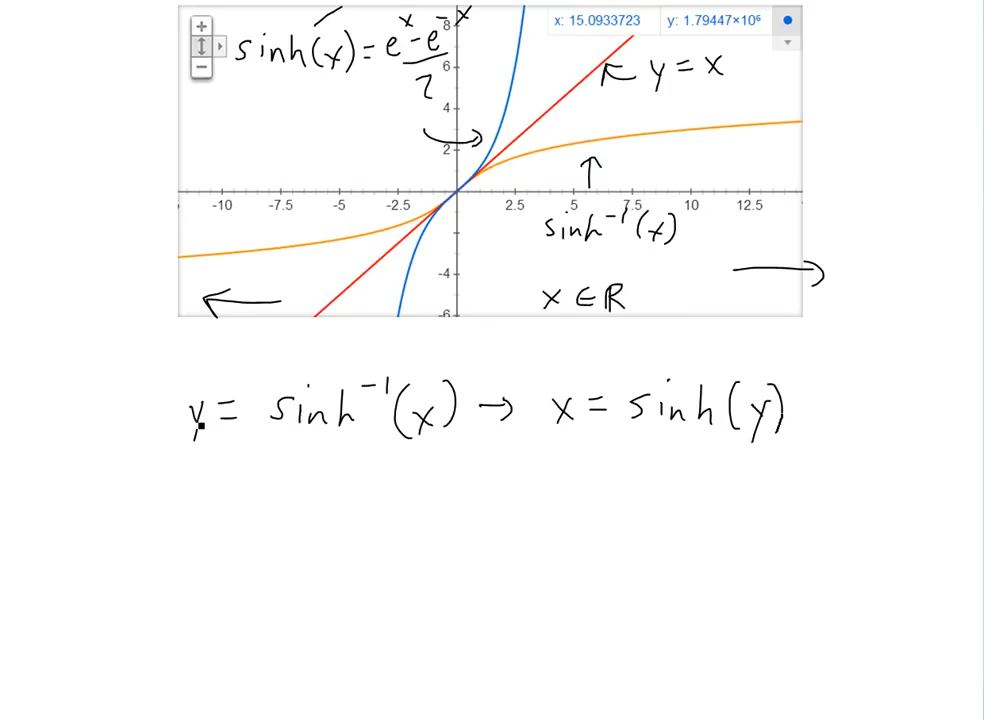 x: 15.0933723 y: 1.79447×10⁶
sinh(x) = e^x - e^-x / 2
y = x
8
6
4
2
-10 -7.5 -5 -2.5 2.5 5 7.5 10 12.5
sinh⁻¹(x)
-4
x ∈ ℝ
-6
y = sinh⁻¹(x) → x = sinh(y)